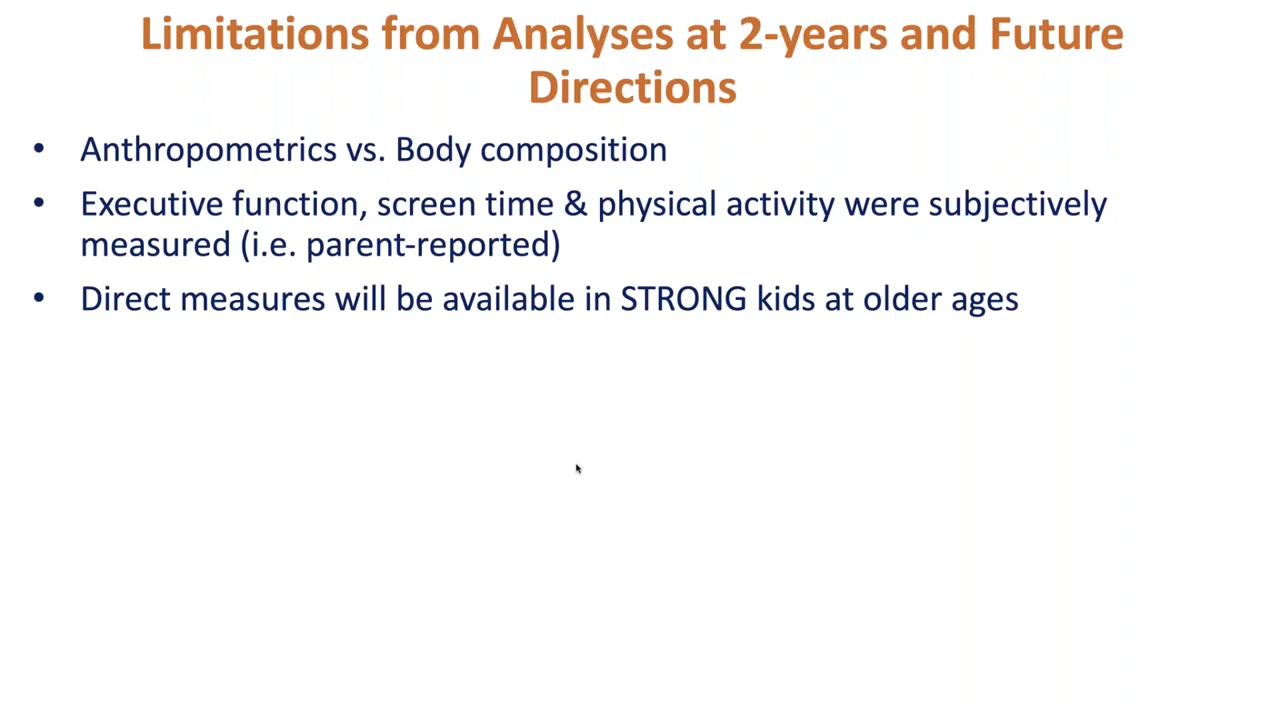 Limitations from Analyses at 2-years and Future
Directions
• Anthropometrics vs. Body composition
• Executive function, screen time & physical activity were subjectively
measured (i.e. parent-reported)
• Direct measures will be available in STRONG kids at older ages